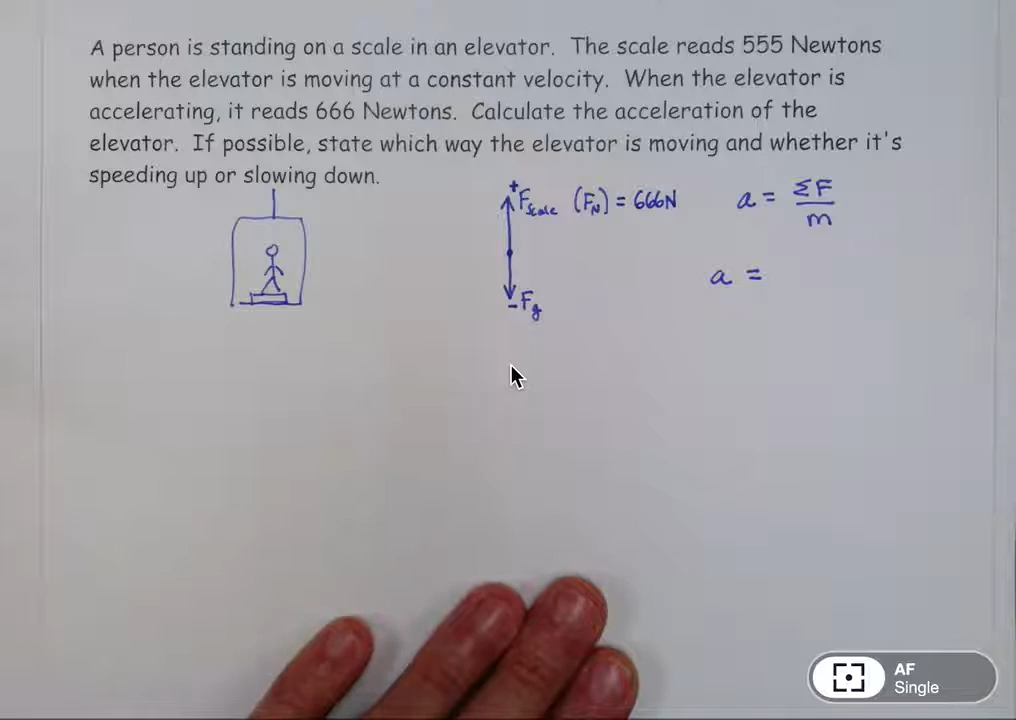 A person is standing on a scale in an elevator. The scale reads 555 Newtons
when the elevator is moving at a constant velocity. When the elevator is
accelerating, it reads 666 Newtons. Calculate the acceleration of the
elevator. If possible, state which way the elevator is moving and whether it's
speeding up or slowing down.
+
F_scale (F_N) = 666N
a = ΣF/m
a =
-F_g
AF
Single